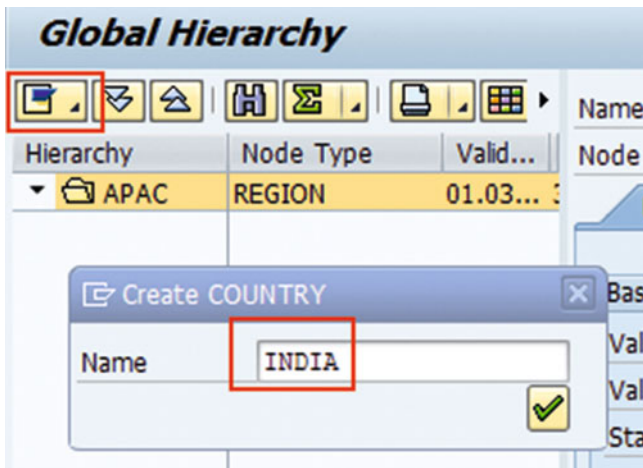 Global Hierarchy
Name
Hierarchy Node Type Valid... Node
APAC REGION 01.03...
Create COUNTRY
Bas
Name INDIA
Val
Val
Sta